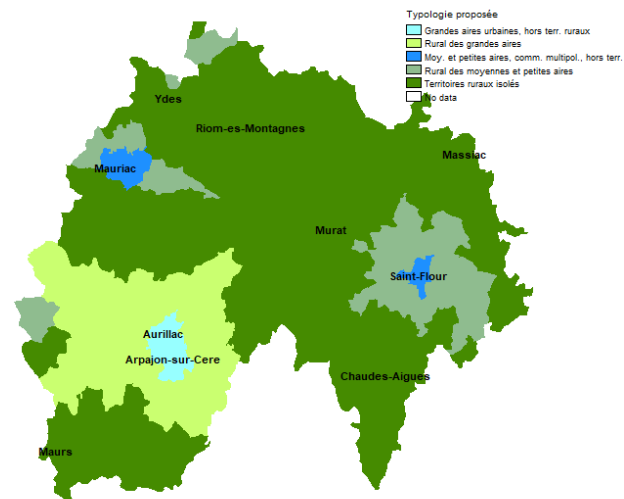 Typologie proposée
Grandes aires urbaines, hors terr. ruraux
Rural des grandes aires
Moy. et petites aires, comm. multipol., hors terr.
Rural des moyennes et petites aires
Territoires ruraux isolés
No data
Ydes
Riom-es-Montagnes
Massiac
Mauriac
Murat
Saint-Flour
Aurillac
Arpajon-sur-Cere
Chaudes-Aigues
Maurs